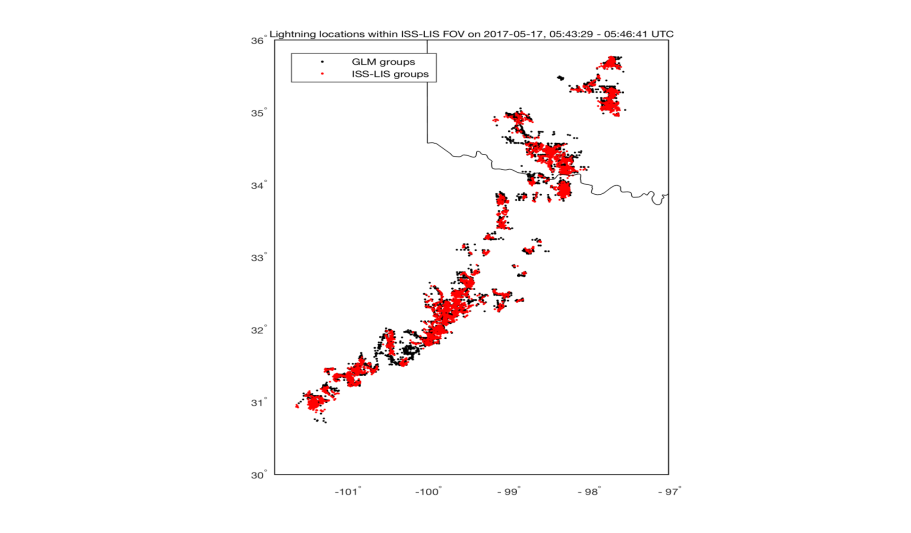 Lightning locations within ISS-LIS FOV on 2017-05-17, 05:43:29 - 05:46:41 UTC
36°
GLM groups
ISS-LIS groups
35°
34°
33°
32°
31°
30°
-101° -100° - 99° - 98° - 97°